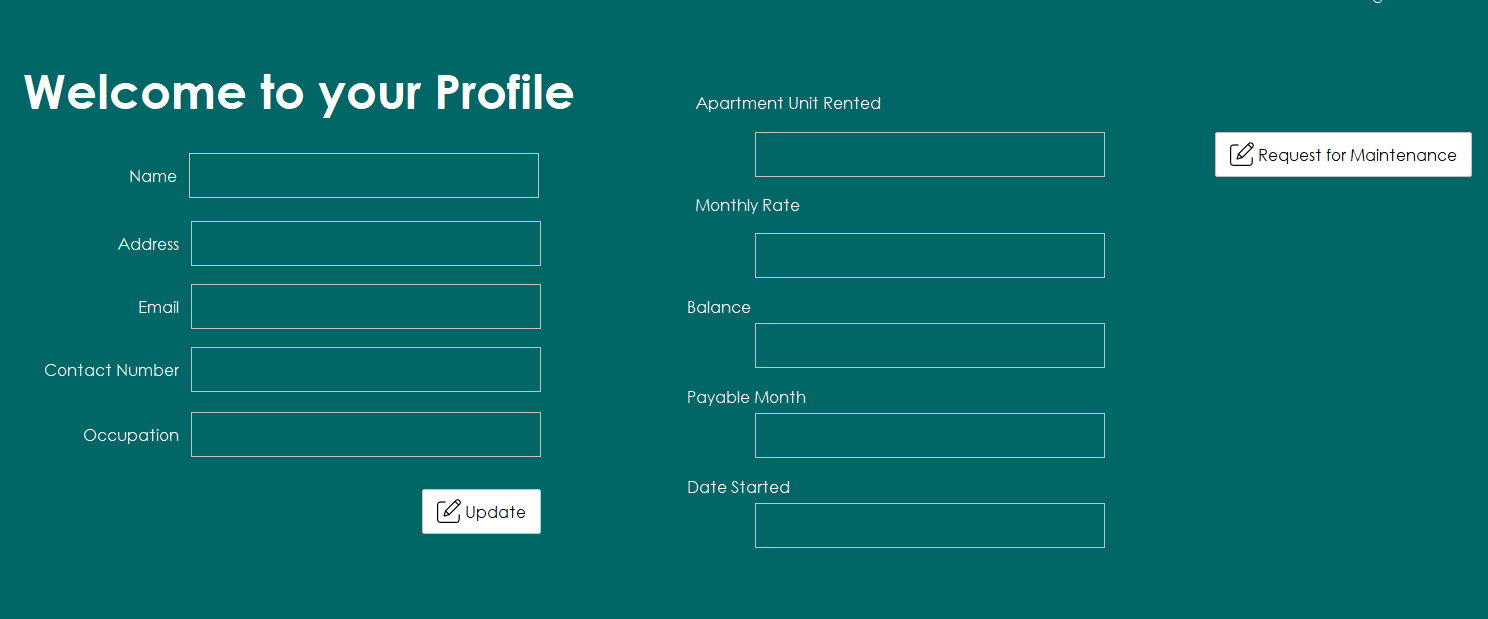 Welcome to your Profile
Name
Address
Email
Contact Number
Occupation
Update
Apartment Unit Rented
Monthly Rate
Balance
Payable Month
Date Started
Request for Maintenance